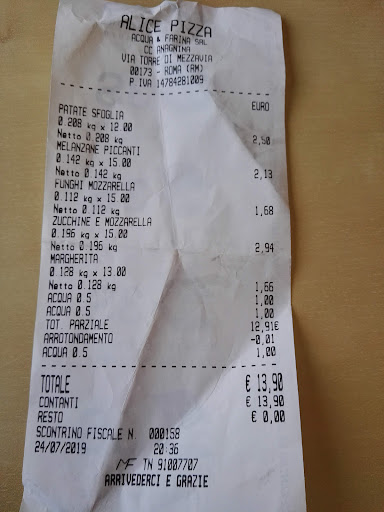 ALICE PIZZA
ACQUA & FARINA SRL
CC ANAGNINA
VIA TORRE DI MEZZAVIA
00173 - ROMA (AM)
P.IVA 14784281009
EURO
PATATE SFOGLIA
0.208 kg x 12.00
Netto 0.208 kg 2,50
MELANZANE PICCANTI
0.142 kg x 15.00
Netto 0.142 kg 2,13
FUNGHI MOZZARELLA
0.112 kg x 15.00
Netto 0.112 kg 1,68
ZUCCHINE E MOZZARELLA
0.196 kg x 15.00
Netto 0.196 kg 2,94
MARGHERITA
0.128 kg x 13.00
Netto 0.128 kg 1,66
ACQUA 0.5 1,00
ACQUA 0.5 1,00
TOT. PARZIALE 12,91€
ARROTONDAMENTO -0,01
ACQUA 0.5 1,00
TOTALE € 13,90
CONTANTI € 13,90
RESTO € 0,00
SCONTRINO FISCALE N. 000158
24/07/2019 20:36
MF TN 91007707
ARRIVEDERCI E GRAZIE